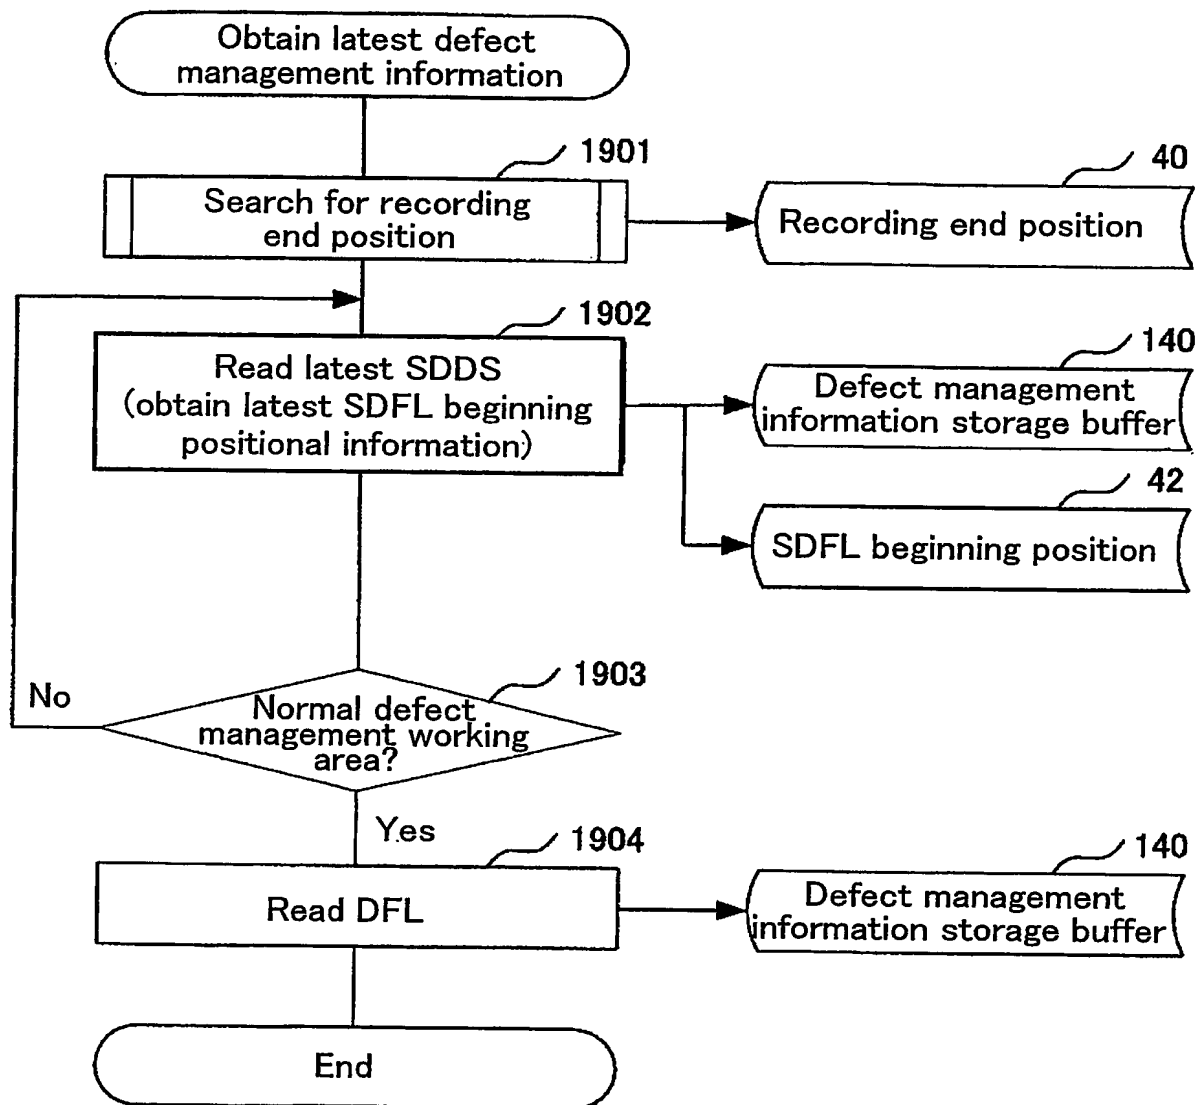 Obtain latest defect
management information
1901
Search for recording
end position
40
Recording end position
1902
Read latest SDDS
(obtain latest SDFL beginning
positional information)
140
Defect management
information storage buffer
42
SDFL beginning position
1903
Normal defect
management working
area?
No
Yes
1904
Read DFL
140
Defect management
information storage buffer
End